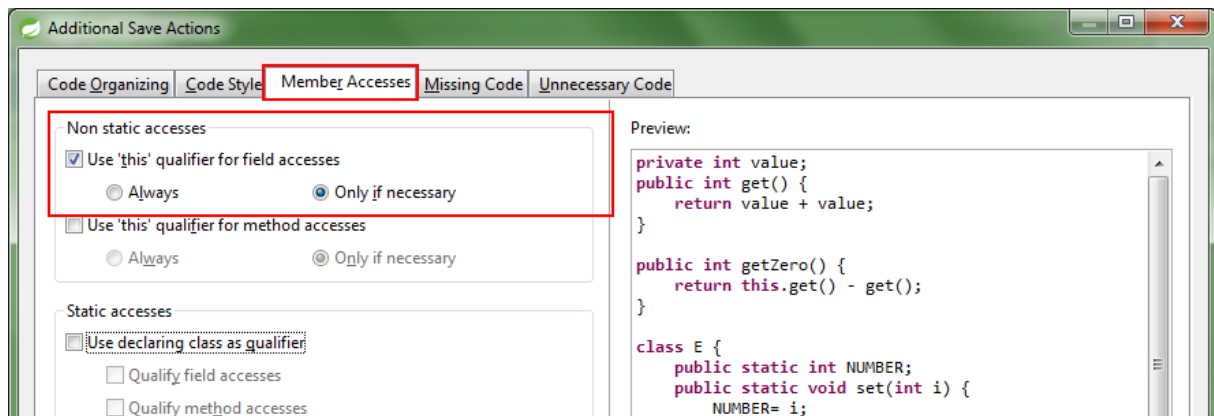 Additional Save Actions
Code Organizing Code Style Member Accesses Missing Code Unnecessary Code
Non static accesses
Use 'this' qualifier for field accesses
Always Only if necessary
Use 'this' qualifier for method accesses
Always Only if necessary
Static accesses
Use declaring class as qualifier
Qualify field accesses
Qualify method accesses
Preview:
private int value;
public int get() {
    return value + value;
}
public int getZero() {
    return this.get() - get();
}
class E {
    public static int NUMBER;
    public static void set(int i) {
        NUMBER= i;